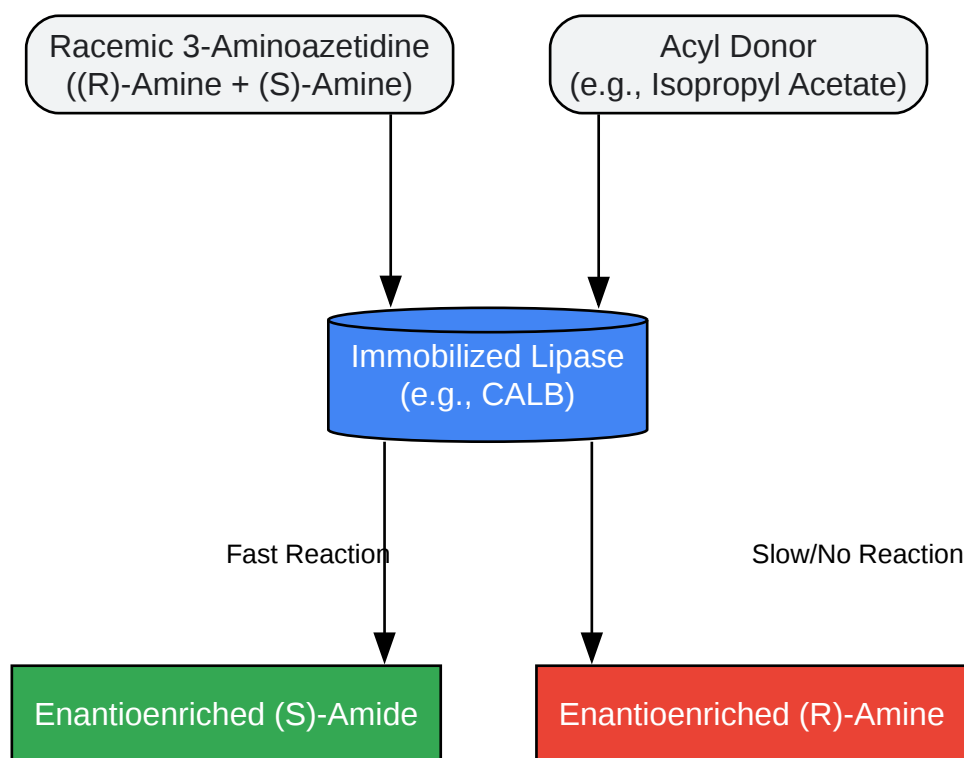 Racemic 3-Aminoazetidine
((R)-Amine + (S)-Amine)
Acyl Donor
(e.g., Isopropyl Acetate)
Immobilized Lipase
(e.g., CALB)
Fast Reaction
Slow/No Reaction
Enantioenriched (S)-Amide
Enantioenriched (R)-Amine